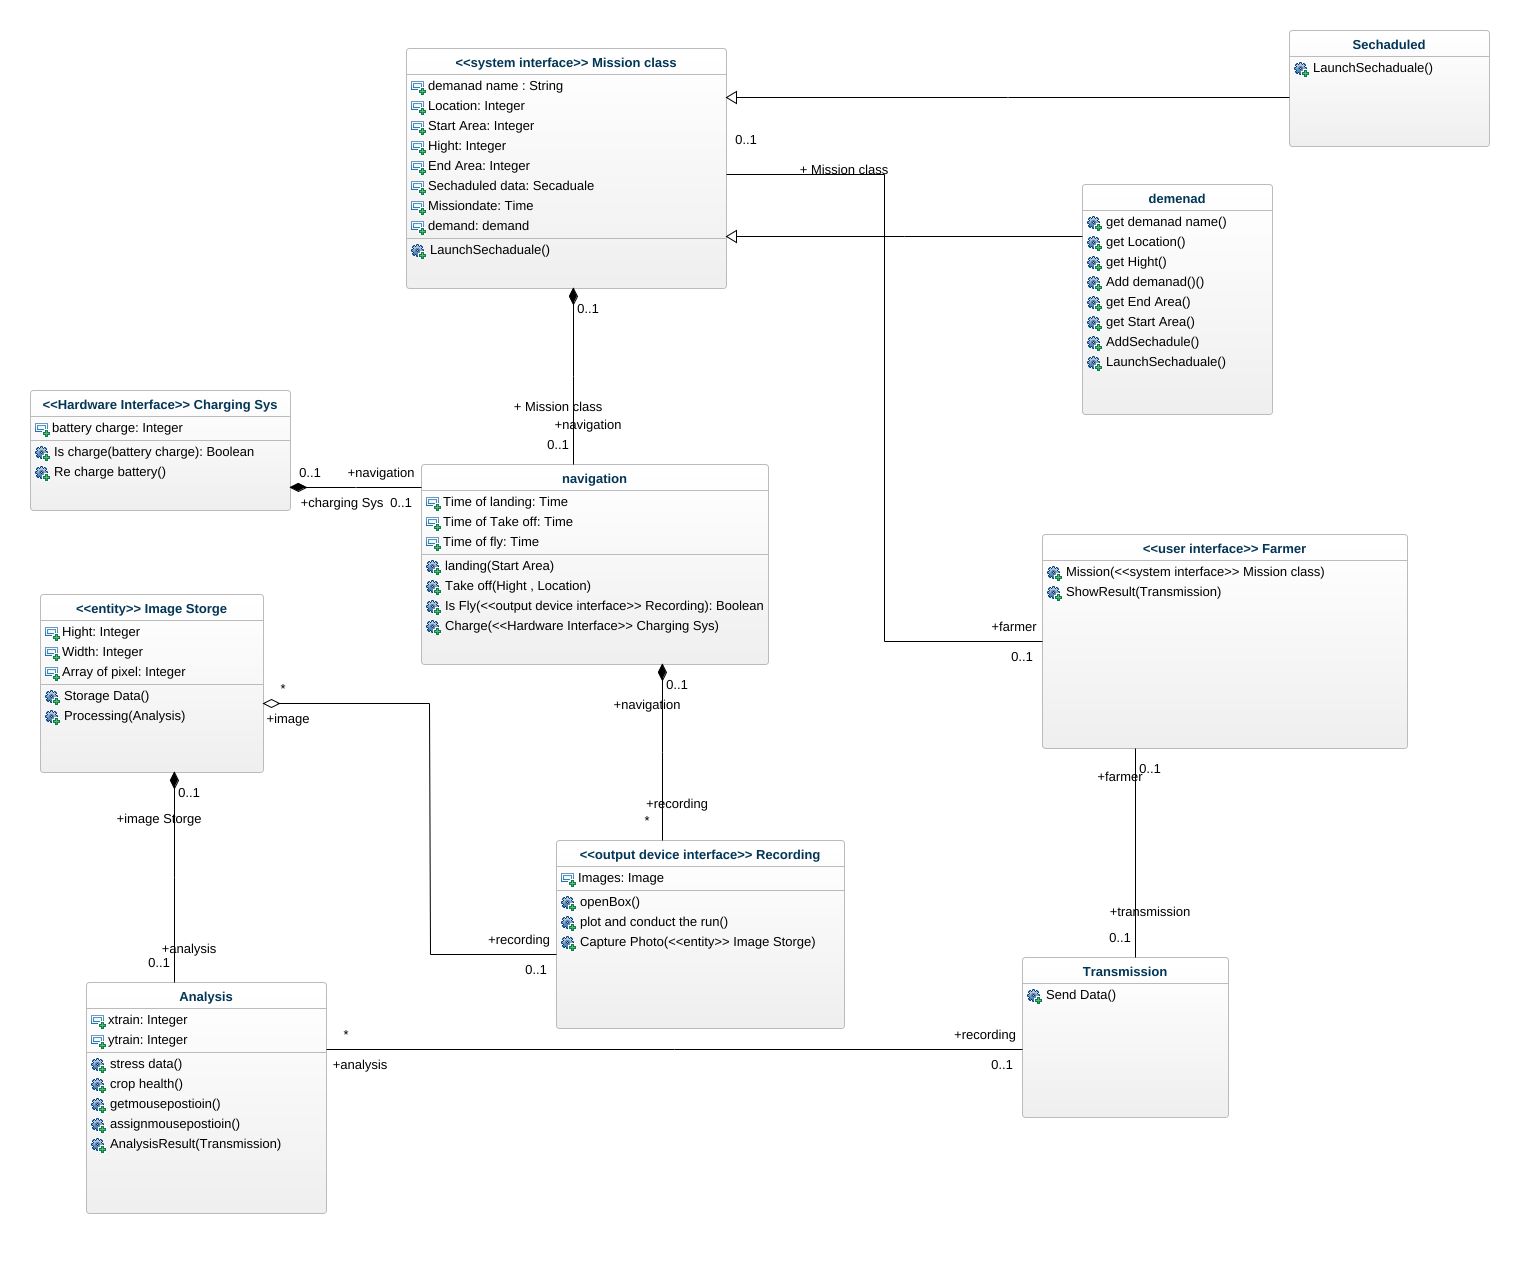 <<system interface>> Mission class
demanad name : String
Location: Integer
Start Area: Integer
Hight: Integer
End Area: Integer
Sechaduled data: Secaduale
Missiondate: Time
demand: demand
LaunchSechaduale()
Sechaduled
LaunchSechaduale()
0..1
+ Mission class
demenad
get demanad name()
get Location()
get Hight()
Add demanad()()
get End Area()
get Start Area()
AddSechadule()
LaunchSechaduale()
0..1
+ Mission class
+navigation
0..1
<<Hardware Interface>> Charging Sys
battery charge: Integer
Is charge(battery charge): Boolean
Re charge battery()
0..1
+navigation
+charging Sys
0..1
navigation
Time of landing: Time
Time of Take off: Time
Time of fly: Time
landing(Start Area)
Take off(Hight , Location)
Is Fly(<<output device interface>> Recording): Boolean
Charge(<<Hardware Interface>> Charging Sys)
<<user interface>> Farmer
Mission(<<system interface>> Mission class)
ShowResult(Transmission)
+farmer
0..1
<<entity>> Image Storge
Hight: Integer
Width: Integer
Array of pixel: Integer
Storage Data()
Processing(Analysis)
*
+image
0..1
+navigation
+recording
*
0..1
+image Storge
+analysis
0..1
0..1
+farmer
+transmission
0..1
<<output device interface>> Recording
Images: Image
openBox()
plot and conduct the run()
Capture Photo(<<entity>> Image Storge)
+recording
0..1
Transmission
Send Data()
Analysis
xtrain: Integer
ytrain: Integer
stress data()
crop health()
getmousepostioin()
assignmousepostioin()
AnalysisResult(Transmission)
*
+analysis
+recording
0..1